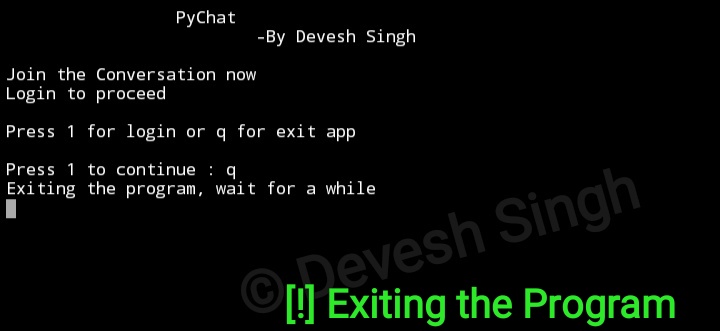 PyChat
-By Devesh Singh
Join the Conversation now
Login to proceed
Press 1 for login or q for exit app
Press 1 to continue : q
Exiting the program, wait for a while
© Devesh Singh
[!] Exiting the Program